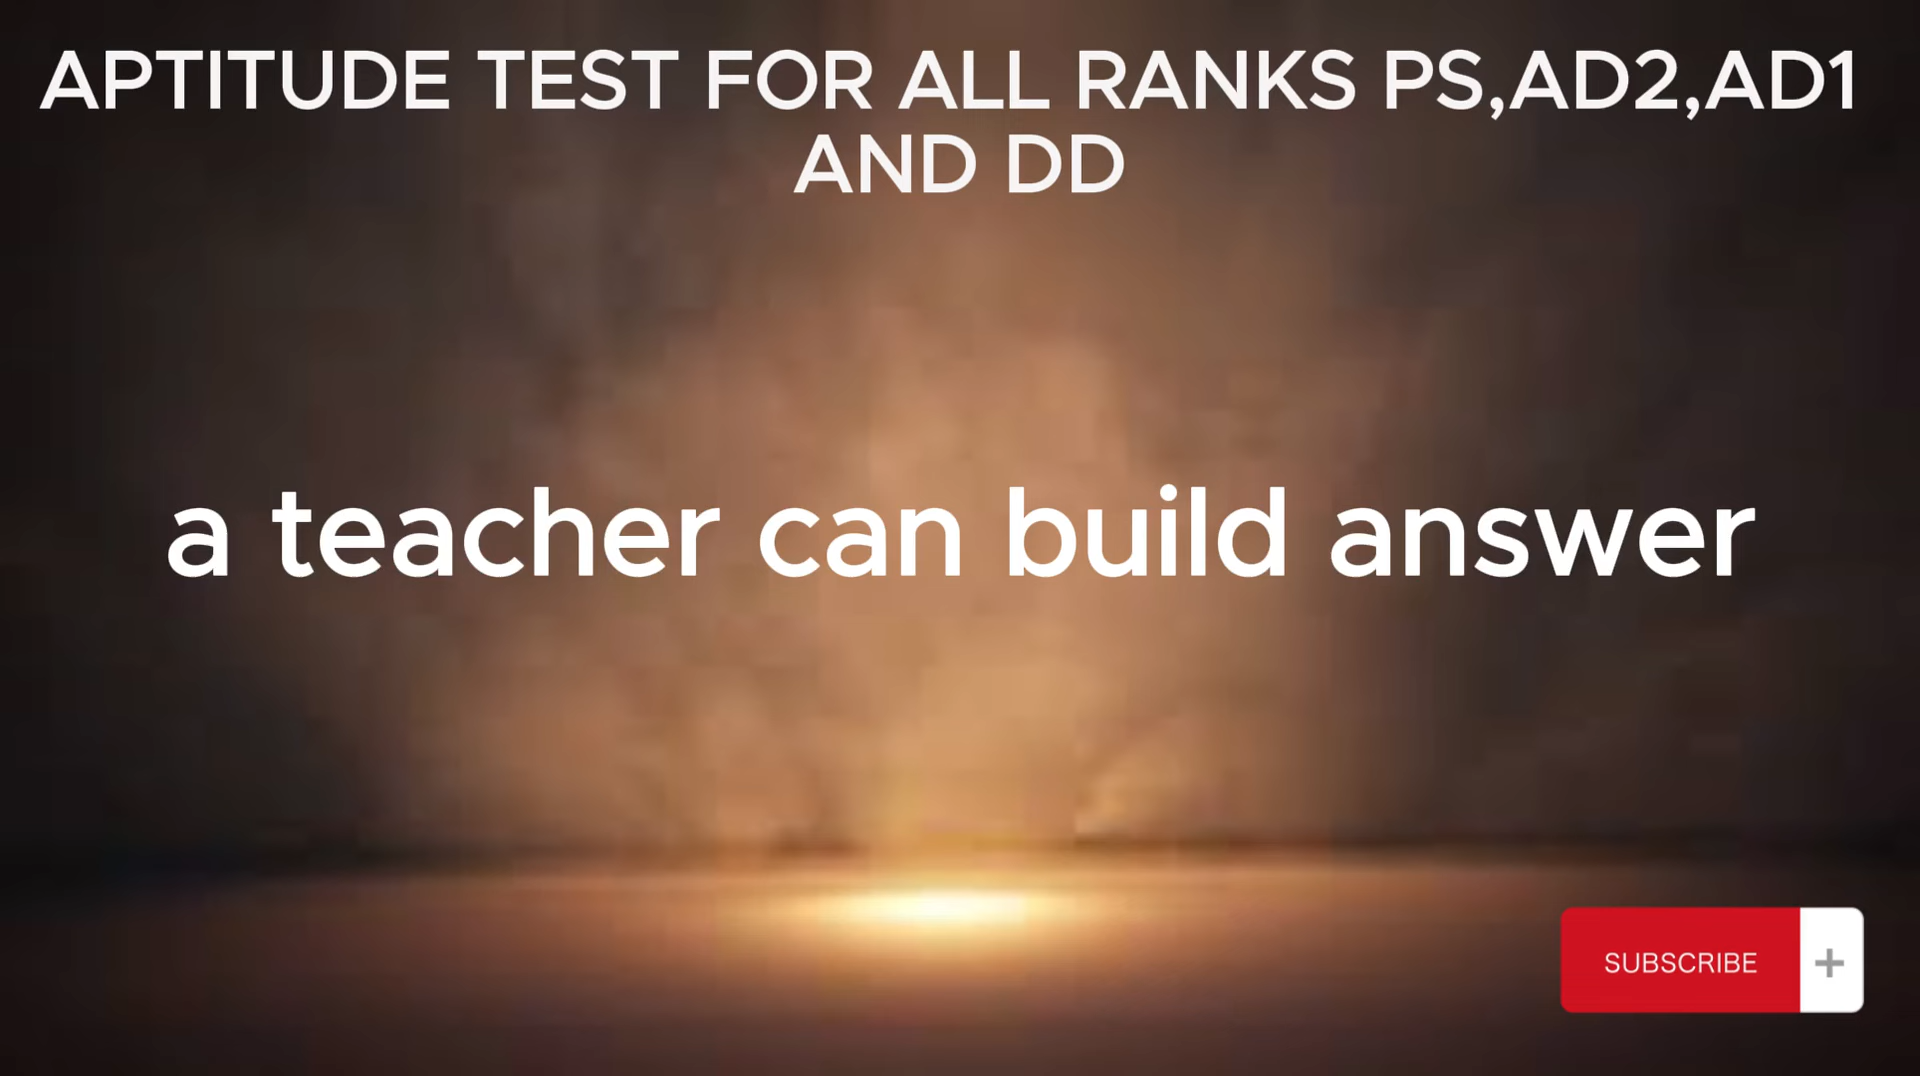 APTITUDE TEST FOR ALL RANKS PS,AD2,AD1
AND DD
a teacher can build answer
SUBSCRIBE